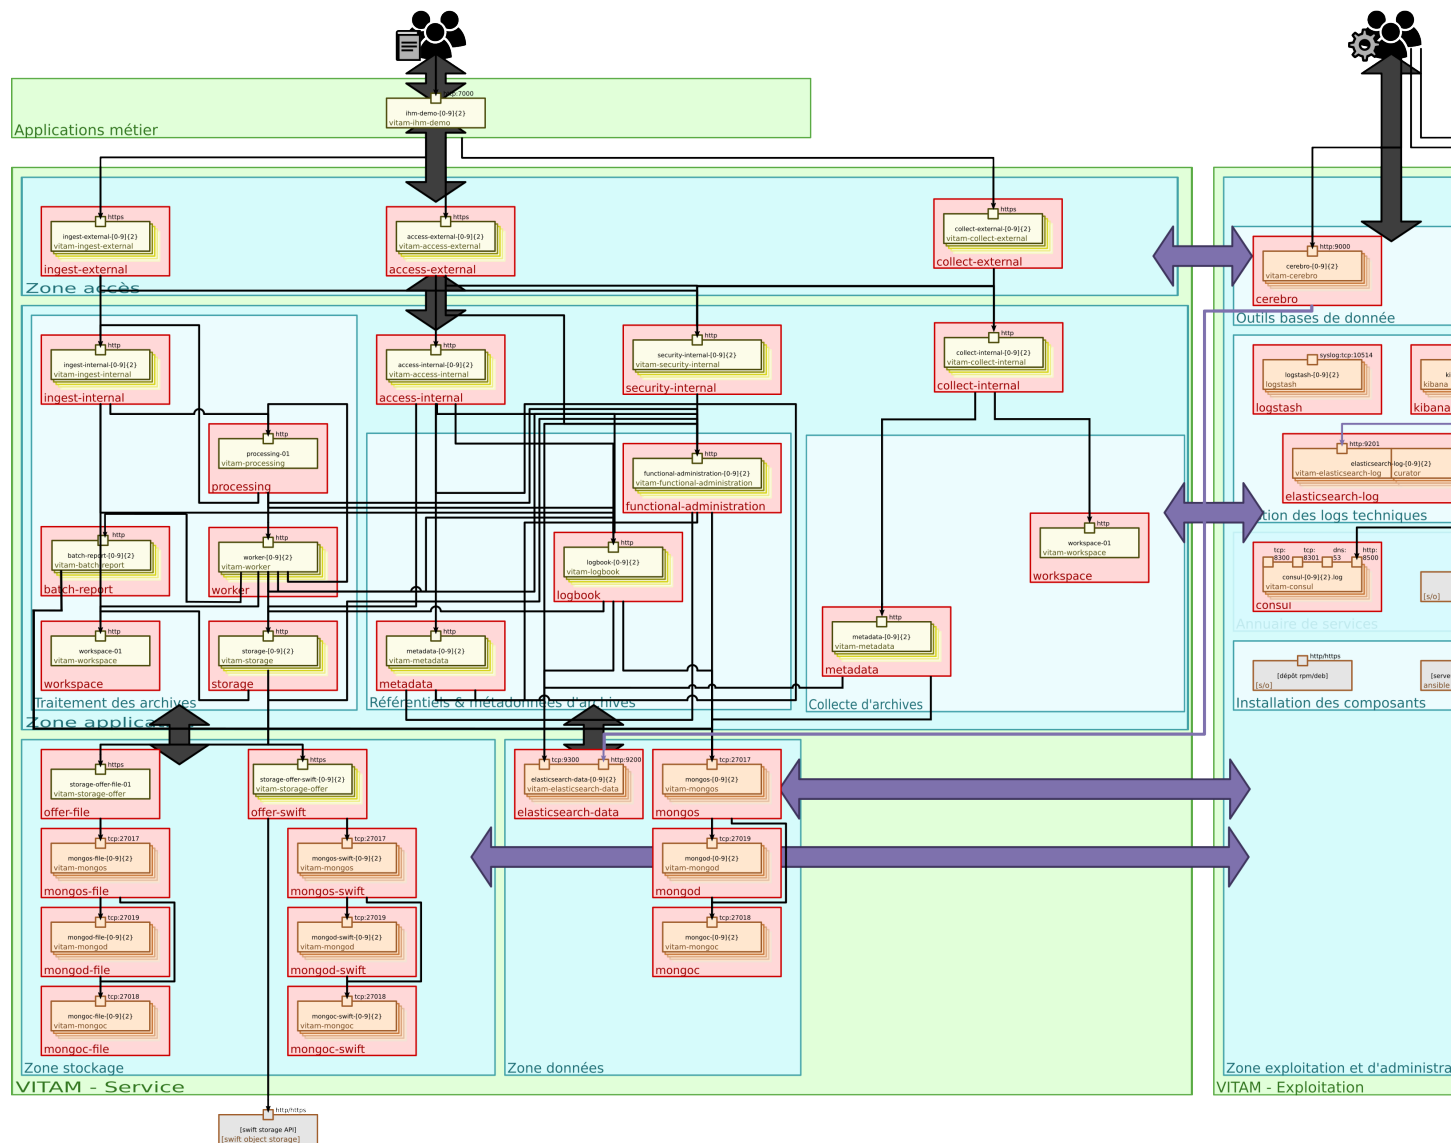 http:7000
ihm-demo-[0-9]{2}
vitam-ihm-demo
Applications métier
https
ingest-external-[0-9]{2}
vitam-ingest-external
ingest-external
https
access-external-[0-9]{2}
vitam-access-external
access-external
https
collect-external-[0-9]{2}
vitam-collect-external
collect-external
Zone accès
http:9000
cerebro-[0-9]{2}
vitam-cerebro
cerebro
Outils bases de donnée
http
ingest-internal-[0-9]{2}
vitam-ingest-internal
ingest-internal
http
access-internal-[0-9]{2}
vitam-access-internal
access-internal
http
security-internal-[0-9]{2}
vitam-security-internal
security-internal
http
collect-internal-[0-9]{2}
vitam-collect-internal
collect-internal
syslog:tcp:10514
logstash-[0-9]{2}
logstash
logstash
ki
kibana
kibana
http
processing-01
vitam-processing
processing
http
functional-administration-[0-9]{2}
vitam-functional-administration
functional-administration
http:9201
elasticsearch-log-[0-9]{2}
vitam-elasticsearch-log
curator
elasticsearch-log
tion des logs techniques
http
batch-report-[0-9]{2}
vitam-batch-report
batch-report
http
worker-[0-9]{2}
vitam-worker
worker
http
logbook-[0-9]{2}
vitam-logbook
logbook
http
workspace-01
vitam-workspace
workspace
tcp:
8300
tcp:
8301
dns:
53
http:
8500
consul-[0-9]{2}.log
vitam-consul
consul
[s/o]
Annuaire de services
http
workspace-01
vitam-workspace
workspace
http
storage-[0-9]{2}
vitam-storage
storage
http
metadata-[0-9]{2}
vitam-metadata
metadata
http
metadata-[0-9]{2}
vitam-metadata
metadata
http/https
[dépôt rpm/deb]
[s/o]
[serve
ansible
Installation des composants
Traitement des archives
Référentiels & métadonnées d'archives
Collecte d'archives
Zone applica
https
storage-offer-file-01
vitam-storage-offer
offer-file
https
storage-offer-swift-[0-9]{2}
vitam-storage-offer
offer-swift
tcp:9300
http:9200
elasticsearch-data-[0-9]{2}
vitam-elasticsearch-data
elasticsearch-data
tcp:27017
mongos-[0-9]{2}
vitam-mongos
mongos
tcp:27017
mongos-file-[0-9]{2}
vitam-mongos
mongos-file
tcp:27017
mongos-swift-[0-9]{2}
vitam-mongos
mongos-swift
tcp:27019
mongod-[0-9]{2}
vitam-mongod
mongod
tcp:27019
mongod-file-[0-9]{2}
vitam-mongod
mongod-file
tcp:27019
mongod-swift-[0-9]{2}
vitam-mongod
mongod-swift
tcp:27018
mongoc-[0-9]{2}
vitam-mongoc
mongoc
tcp:27018
mongoc-file-[0-9]{2}
vitam-mongoc
mongoc-file
tcp:27018
mongoc-swift-[0-9]{2}
vitam-mongoc
mongoc-swift
Zone stockage
Zone données
Zone exploitation et d'administra
VITAM - Service
VITAM - Exploitation
http/https
[swift storage API]
[swift object storage]